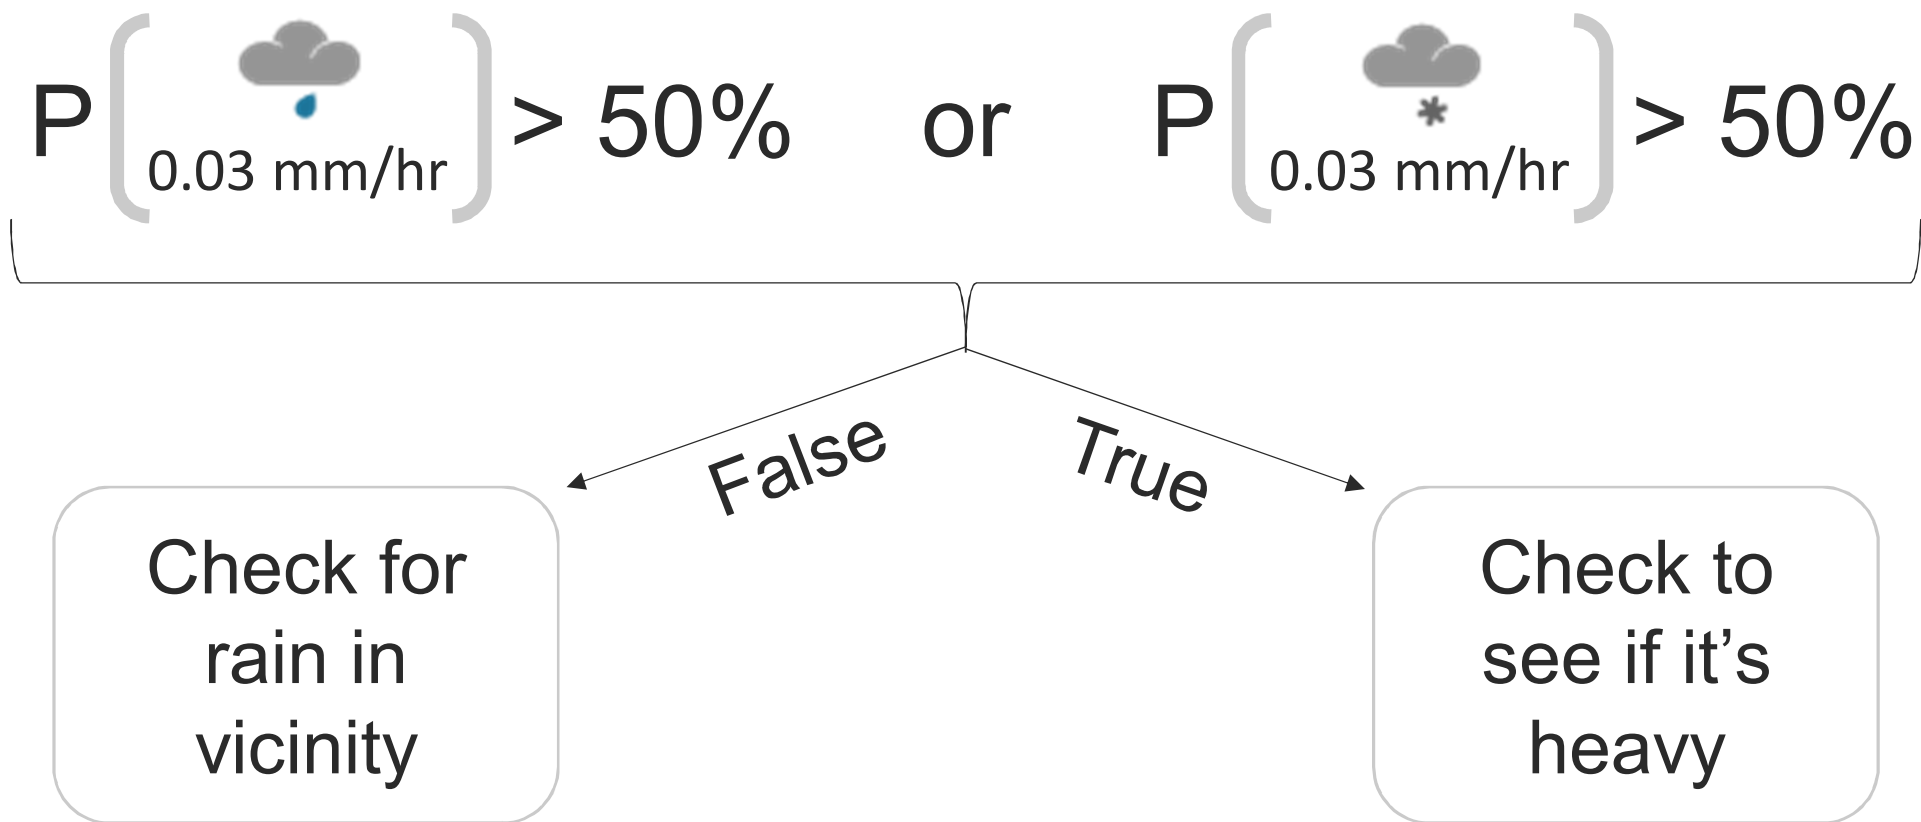 P 0.03 mm/hr > 50% or P 0.03 mm/hr > 50%
False
True
Check for
rain in
vicinity
Check to
see if it’s
heavy